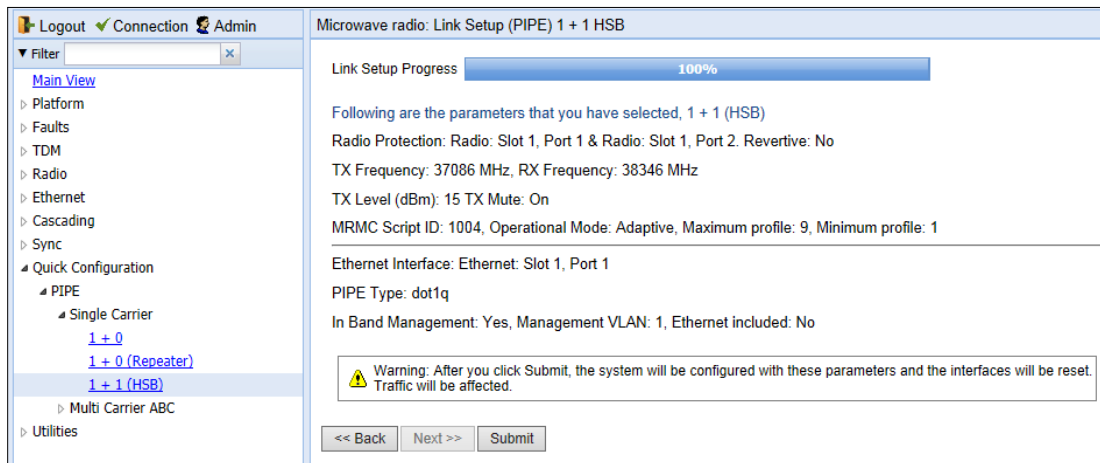 Logout Connection Admin
Filter
Main View
Platform
Faults
TDM
Radio
Ethernet
Cascading
Sync
Quick Configuration
PIPE
Single Carrier
1 + 0
1 + 0 (Repeater)
1 + 1 (HSB)
Multi Carrier ABC
Utilities
Microwave radio: Link Setup (PIPE) 1 + 1 HSB
Link Setup Progress 100%
Following are the parameters that you have selected, 1 + 1 (HSB)
Radio Protection: Radio: Slot 1, Port 1 & Radio: Slot 1, Port 2. Revertive: No
TX Frequency: 37086 MHz, RX Frequency: 38346 MHz
TX Level (dBm): 15 TX Mute: On
MRMC Script ID: 1004, Operational Mode: Adaptive, Maximum profile: 9, Minimum profile: 1
Ethernet Interface: Ethernet: Slot 1, Port 1
PIPE Type: dot1q
In Band Management: Yes, Management VLAN: 1, Ethernet included: No
Warning: After you click Submit, the system will be configured with these parameters and the interfaces will be reset.
Traffic will be affected.
<< Back Next >> Submit